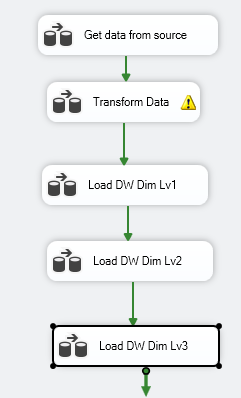 Get data from source
Transform Data
Load DW Dim Lv1
Load DW Dim Lv2
Load DW Dim Lv3